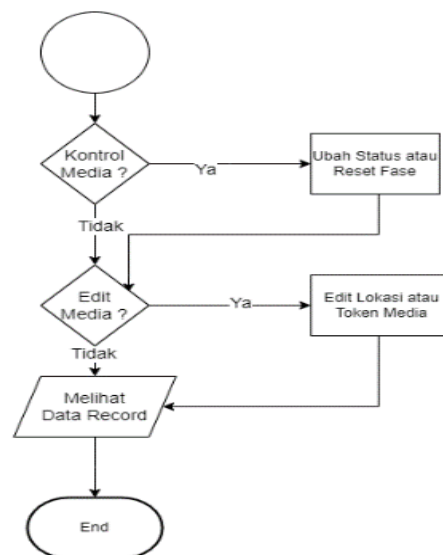 Kontrol
Media ?
Ya
Ubah Status atau
Reset Fase
Tidak
Edit
Media ?
Ya
Edit Lokasi atau
Token Media
Tidak
Melihat
Data Record
End